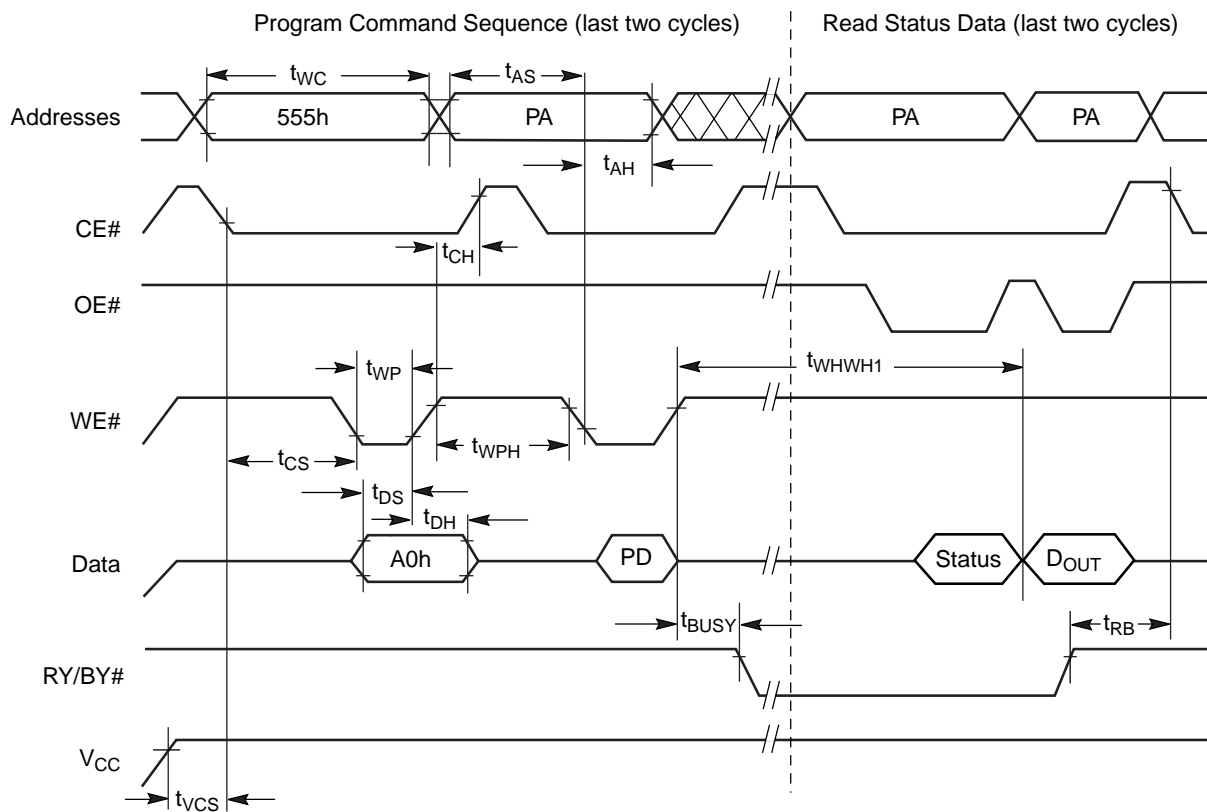 Program Command Sequence (last two cycles) Read Status Data (last two cycles)
tWC tAS
Addresses 555h PA PA PA
tAH
CE#
tCH
OE#
tWP tWHWH1
WE#
tCS tWPH
tDS
tDH
Data A0h PD Status DOUT
tBUSY tRB
RY/BY#
VCC
tVCS